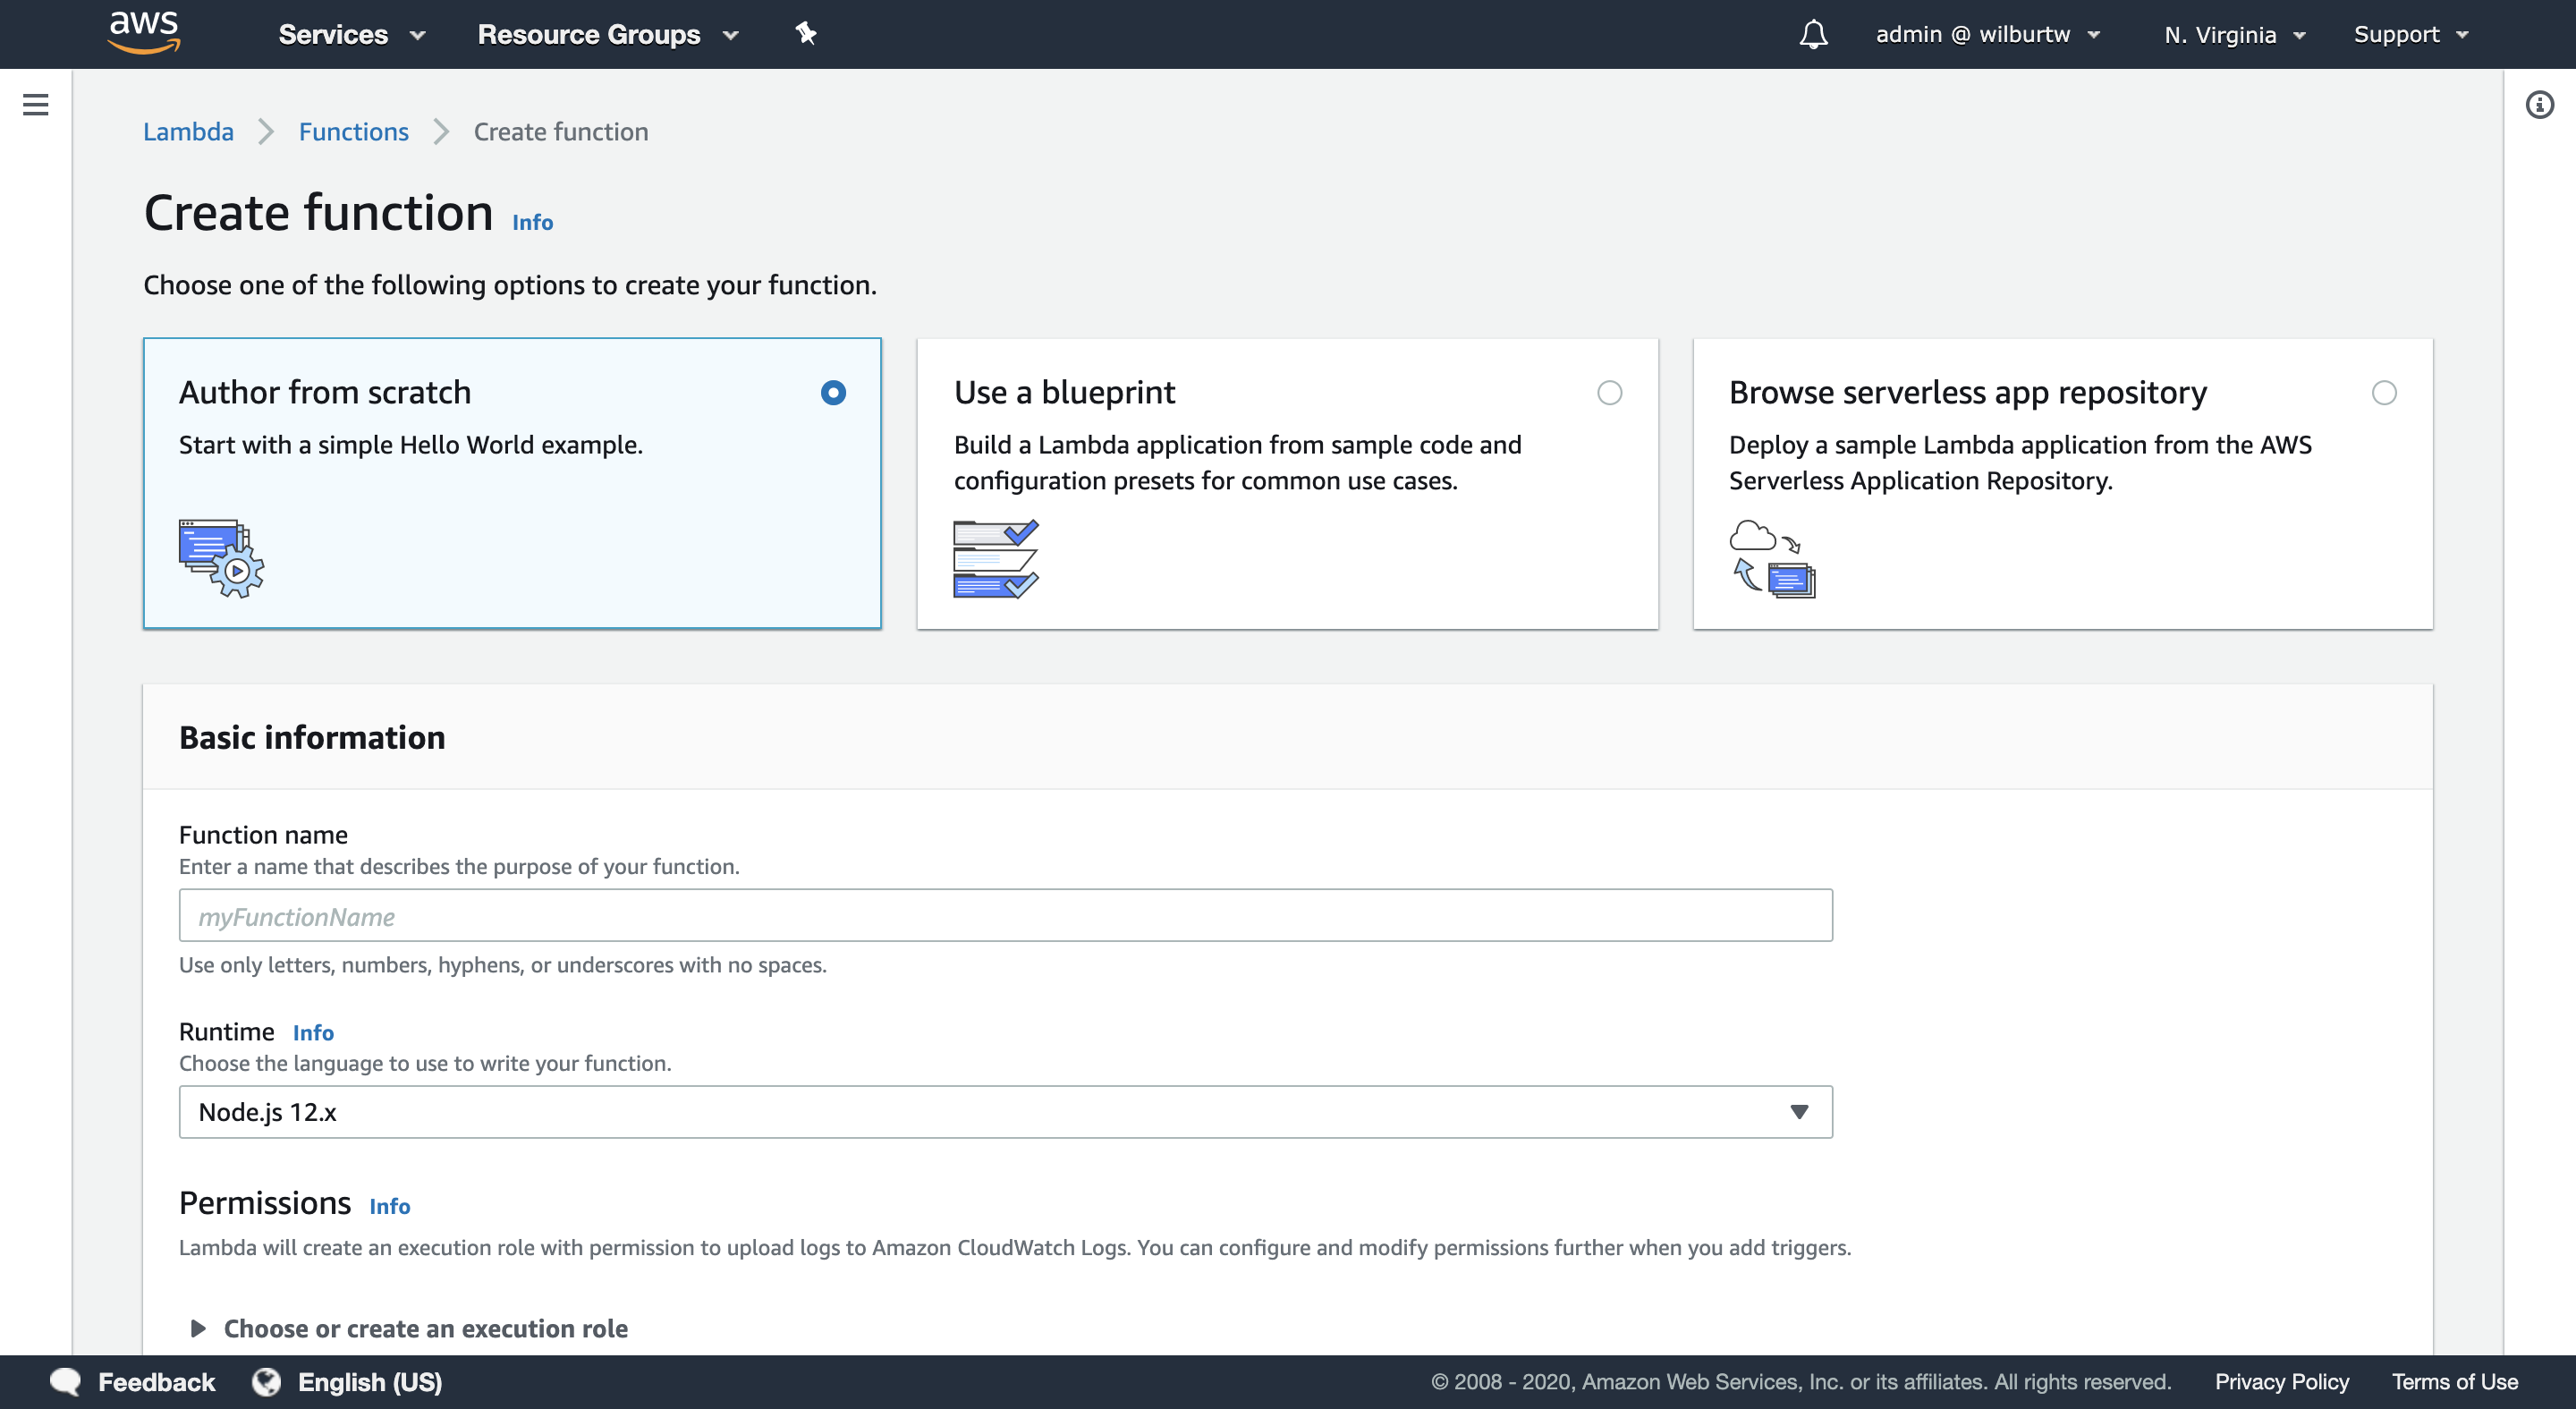 aws Services Resource Groups admin @ wilburtw N. Virginia Support
Lambda Functions Create function
Create function Info
Choose one of the following options to create your function.
Author from scratch
Start with a simple Hello World example.
Use a blueprint
Build a Lambda application from sample code and
configuration presets for common use cases.
Browse serverless app repository
Deploy a sample Lambda application from the AWS
Serverless Application Repository.
Basic information
Function name
Enter a name that describes the purpose of your function.
myFunctionName
Use only letters, numbers, hyphens, or underscores with no spaces.
Runtime Info
Choose the language to use to write your function.
Node.js 12.x
Permissions Info
Lambda will create an execution role with permission to upload logs to Amazon CloudWatch Logs. You can configure and modify permissions further when you add triggers.
Choose or create an execution role
Feedback English (US) © 2008 - 2020, Amazon Web Services, Inc. or its affiliates. All rights reserved. Privacy Policy Terms of Use